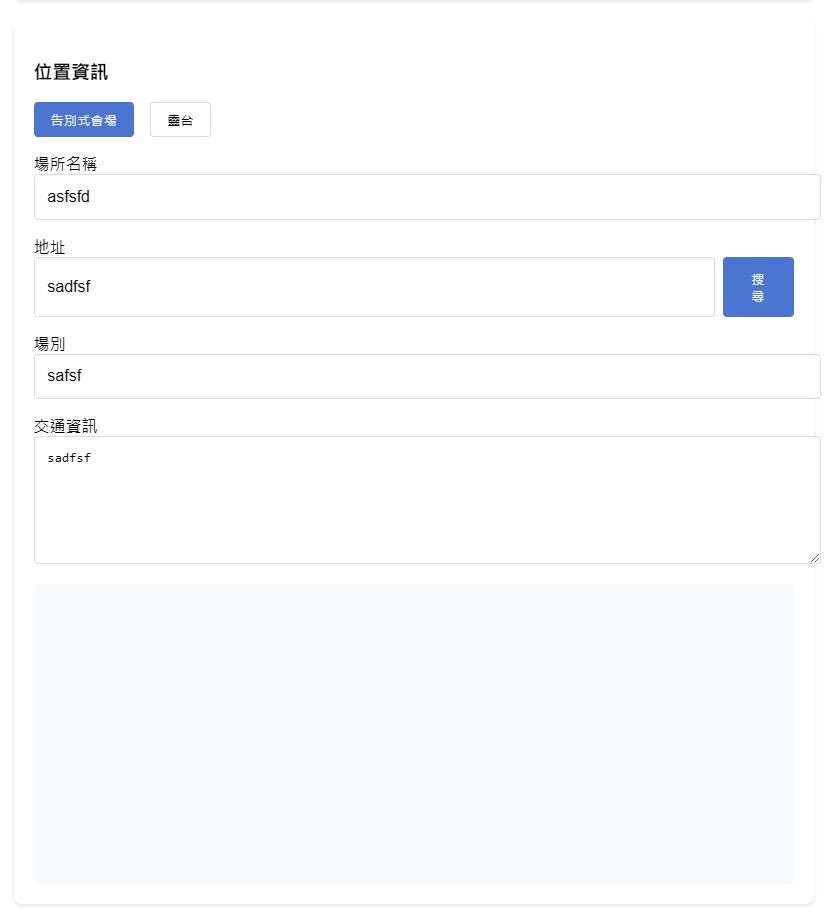 位置資訊
告別式會場 靈台
場所名稱
asfsfd
地址
sadfsf
搜
尋
場別
safsf
交通資訊
sadfsf